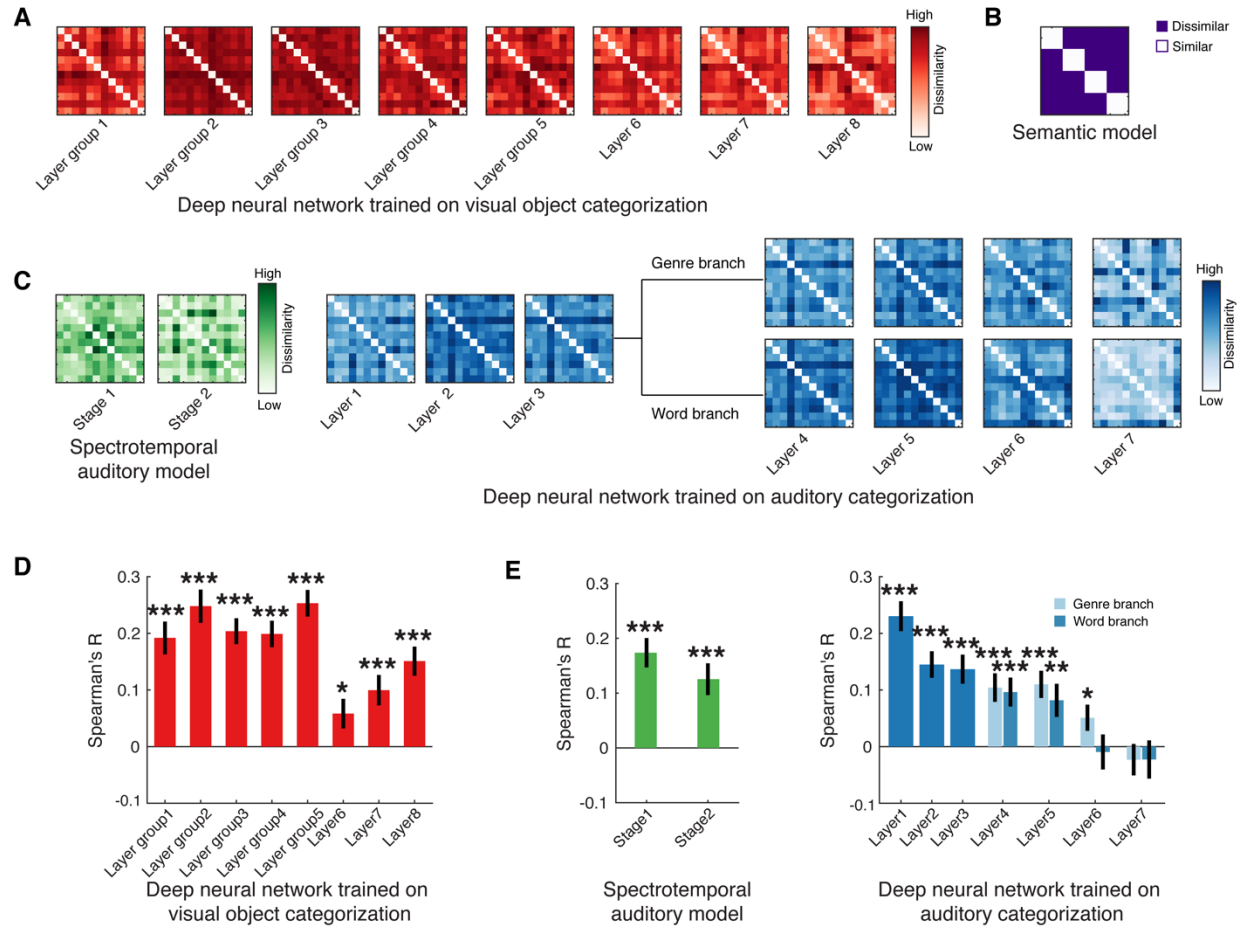 A
High
Dissimilarity
Low
Layer group 1
Layer group 2
Layer group 3
Layer group 4
Layer group 5
Layer 6
Layer 7
Layer 8
Deep neural network trained on visual object categorization
B
Dissimilar
Similar
Semantic model
C
High
Dissimilarity
Low
Stage 1
Stage 2
Spectrotemporal
auditory model
Layer 1
Layer 2
Layer 3
Genre branch
Word branch
Layer 4
Layer 5
Layer 6
Layer 7
High
Dissimilarity
Low
Deep neural network trained on auditory categorization
D
Spearman's R
0.3
0.2
0.1
0
-0.1
***
***
***
***
***
*
***
***
Layer group1
Layer group2
Layer group3
Layer group4
Layer group5
Layer6
Layer7
Layer8
Deep neural network trained on
visual object categorization
E
Spearman's R
0.3
0.2
0.1
0
-0.1
***
***
Stage1
Stage2
Spectrotemporal
auditory model
Spearman's R
0.3
0.2
0.1
0
-0.1
***
***
***
***
***
***
**
*
Genre branch
Word branch
Layer1
Layer2
Layer3
Layer4
Layer5
Layer6
Layer7
Deep neural network trained on
auditory categorization